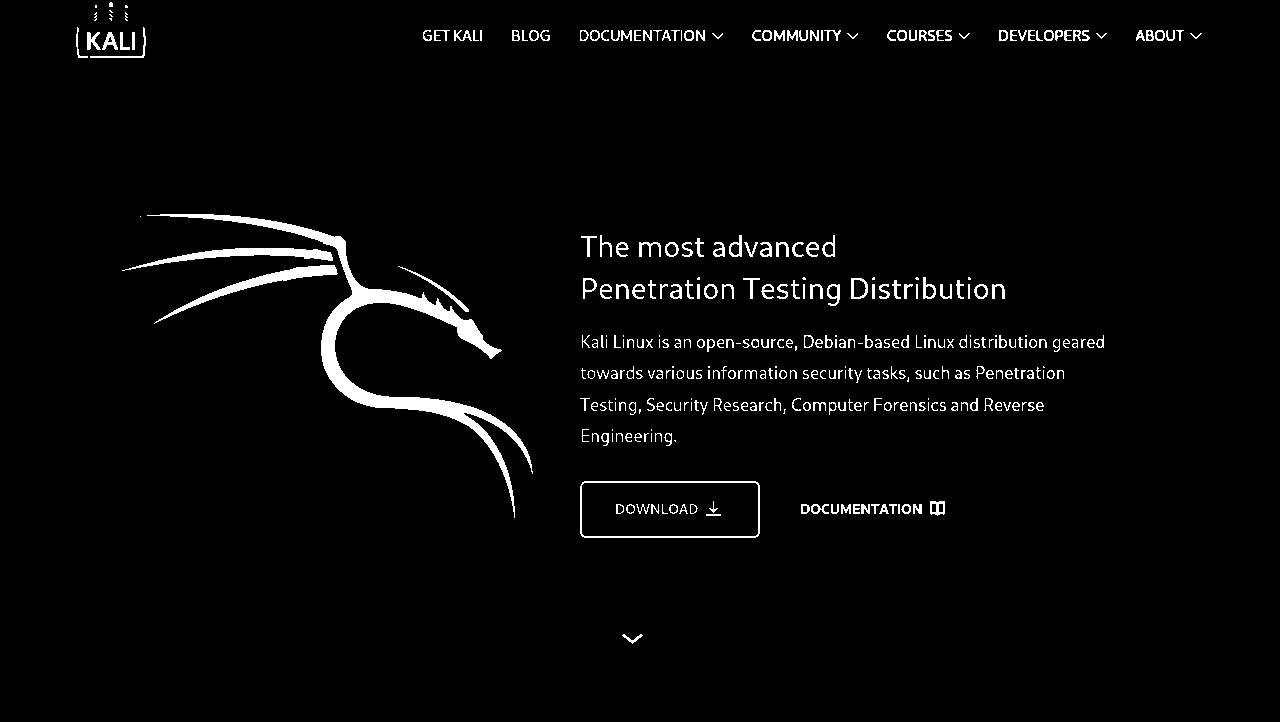 KALI
GET KALI
BLOG
DOCUMENTATION
COMMUNITY
COURSES
DEVELOPERS
ABOUT
The most advanced
Penetration Testing Distribution
Kali Linux is an open-source, Debian-based Linux distribution geared
towards various information security tasks, such as Penetration
Testing, Security Research, Computer Forensics and Reverse
Engineering.
DOWNLOAD
DOCUMENTATION